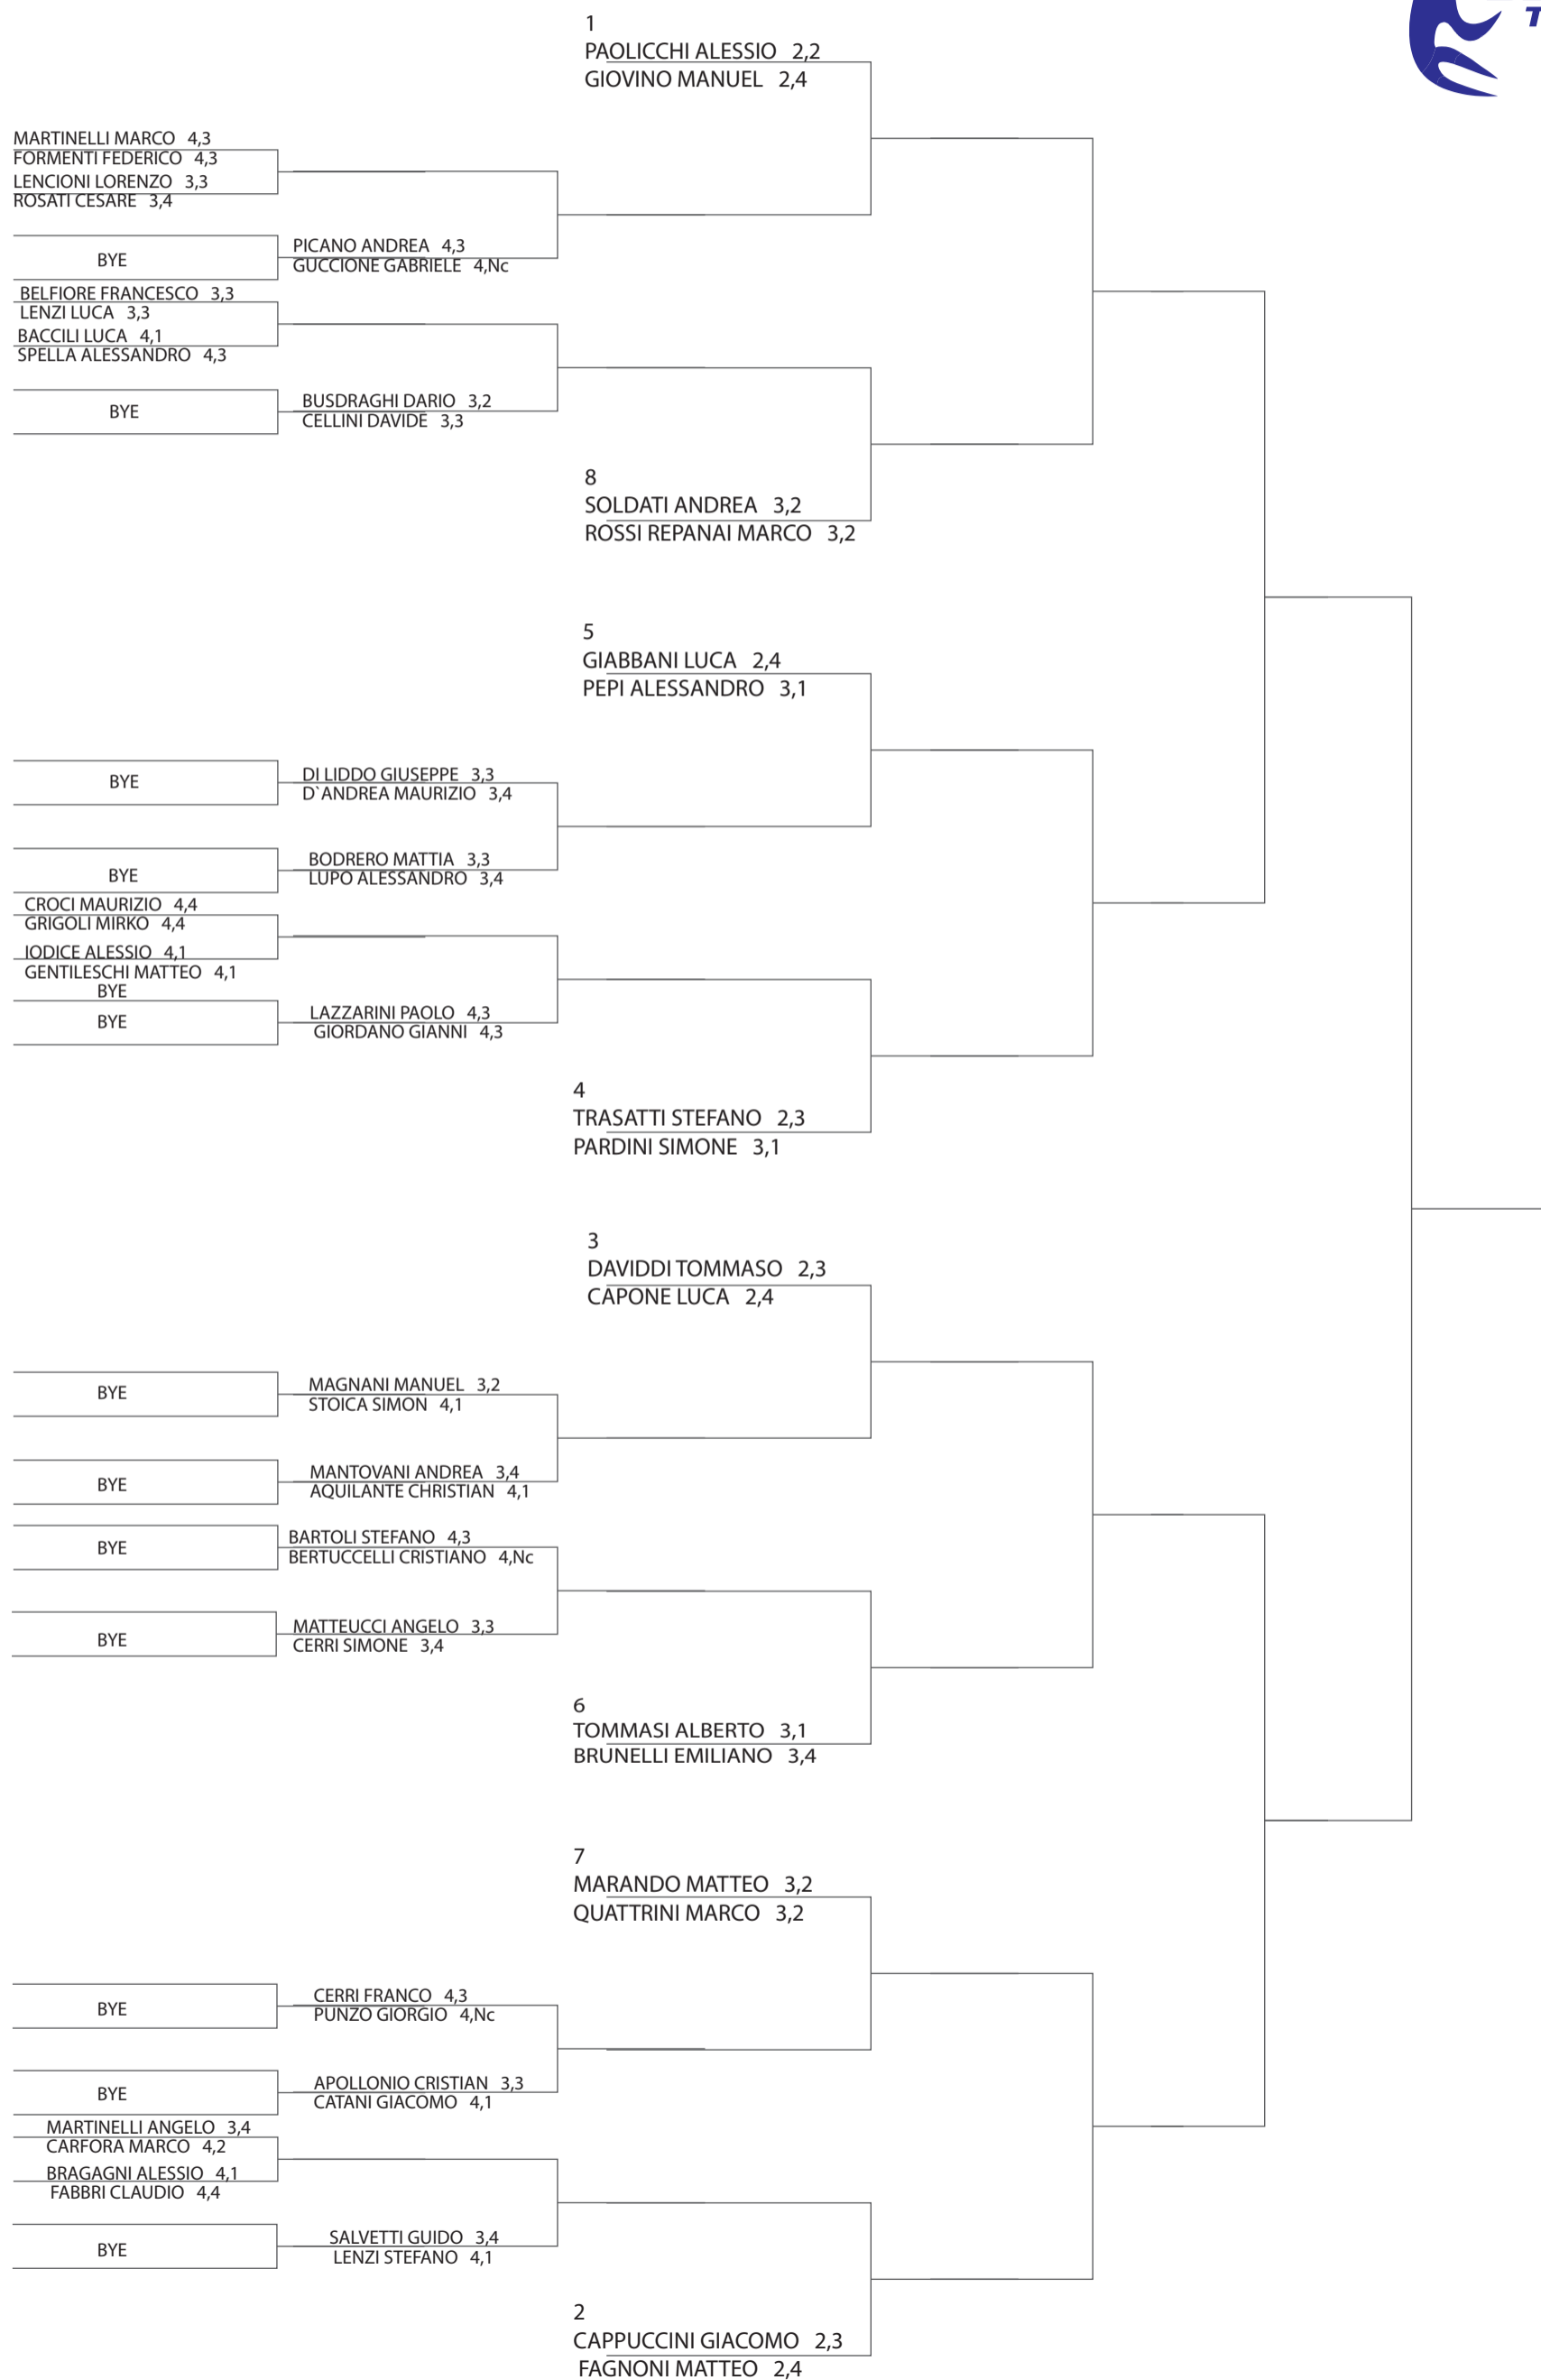 1
PAOLICCHI ALESSIO 2,2
GIOVINO MANUEL 2,4
MARTINELLI MARCO 4,3
FORMENTI FEDERICO 4,3
LENCIONI LORENZO 3,3
ROSATI CESARE 3,4
BYE
PICANO ANDREA 4,3
GUCCIONE GABRIELE 4,Nc
BELFIORE FRANCESCO 3,3
LENZI LUCA 3,3
BACCILI LUCA 4,1
SPELLA ALESSANDRO 4,3
BYE
BUSDRAGHI DARIO 3,2
CELLINI DAVIDE 3,3
8
SOLDATI ANDREA 3,2
ROSSI REPANAI MARCO 3,2
5
GIABBANI LUCA 2,4
PEPI ALESSANDRO 3,1
BYE
DI LIDDO GIUSEPPE 3,3
D`ANDREA MAURIZIO 3,4
BYE
BODRERO MATTIA 3,3
LUPO ALESSANDRO 3,4
CROCI MAURIZIO 4,4
GRIGOLI MIRKO 4,4
IODICE ALESSIO 4,1
GENTILESCHI MATTEO 4,1
BYE
BYE
LAZZARINI PAOLO 4,3
GIORDANO GIANNI 4,3
4
TRASATTI STEFANO 2,3
PARDINI SIMONE 3,1
3
DAVIDDI TOMMASO 2,3
CAPONE LUCA 2,4
BYE
MAGNANI MANUEL 3,2
STOICA SIMON 4,1
BYE
MANTOVANI ANDREA 3,4
AQUILANTE CHRISTIAN 4,1
BYE
BARTOLI STEFANO 4,3
BERTUCCELLI CRISTIANO 4,Nc
BYE
MATTEUCCI ANGELO 3,3
CERRI SIMONE 3,4
6
TOMMASI ALBERTO 3,1
BRUNELLI EMILIANO 3,4
7
MARANDO MATTEO 3,2
QUATTRINI MARCO 3,2
BYE
CERRI FRANCO 4,3
PUNZO GIORGIO 4,Nc
BYE
APOLLONIO CRISTIAN 3,3
CATANI GIACOMO 4,1
MARTINELLI ANGELO 3,4
CARFORA MARCO 4,2
BRAGAGNI ALESSIO 4,1
FABBRI CLAUDIO 4,4
BYE
SALVETTI GUIDO 3,4
LENZI STEFANO 4,1
2
CAPPUCCINI GIACOMO 2,3
FAGNONI MATTEO 2,4